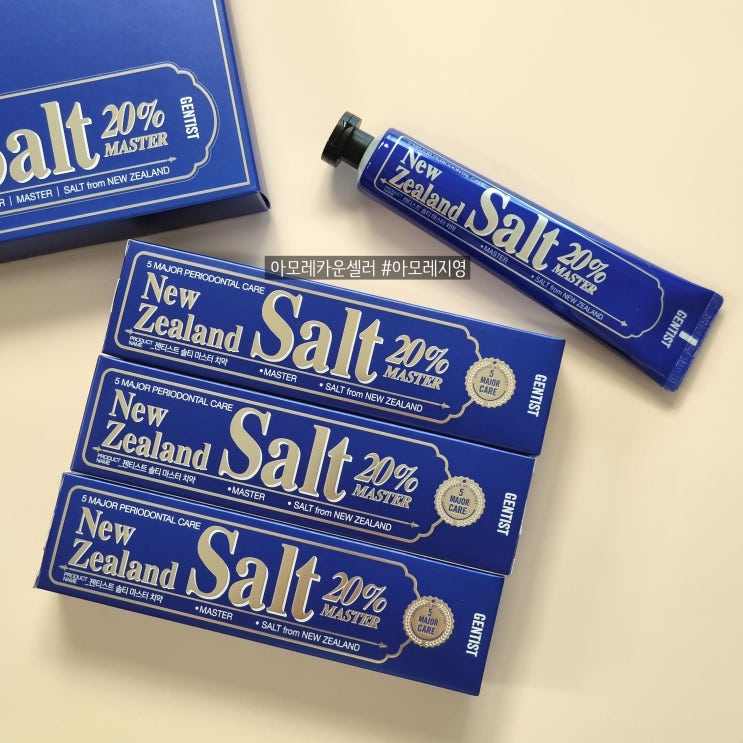 Salt 20%
MASTER
GENTIST
MASTER | SALT from NEW ZEALAND
5 MAJOR PERIODONTAL CARE
New
Zealand
Salt 20%
MASTER
•MASTER
• SALT from NEW ZEALAND
GENTIST
아모레카운셀러 #아모레지영
5 MAJOR PERIODONTAL CARE
New
Zealand
Salt 20%
MASTER
PRODUCT
NAME
젠티스트 솔티 마스터 치약
•MASTER
• SALT from NEW ZEALAND
5
MAJOR
CARE
GENTIST
5 MAJOR PERIODONTAL CARE
New
Zealand
Salt 20%
MASTER
PRODUCT
NAME
젠티스트 솔티 마스터 치약
•MASTER
• SALT from NEW ZEALAND
5
MAJOR
CARE
GENTIST
5 MAJOR PERIODONTAL CARE
New
Zealand
Salt 20%
MASTER
PRODUCT
NAME
젠티스트 솔티 마스터 치약
•MASTER
• SALT from NEW ZEALAND
5
MAJOR
CARE
GENTIST